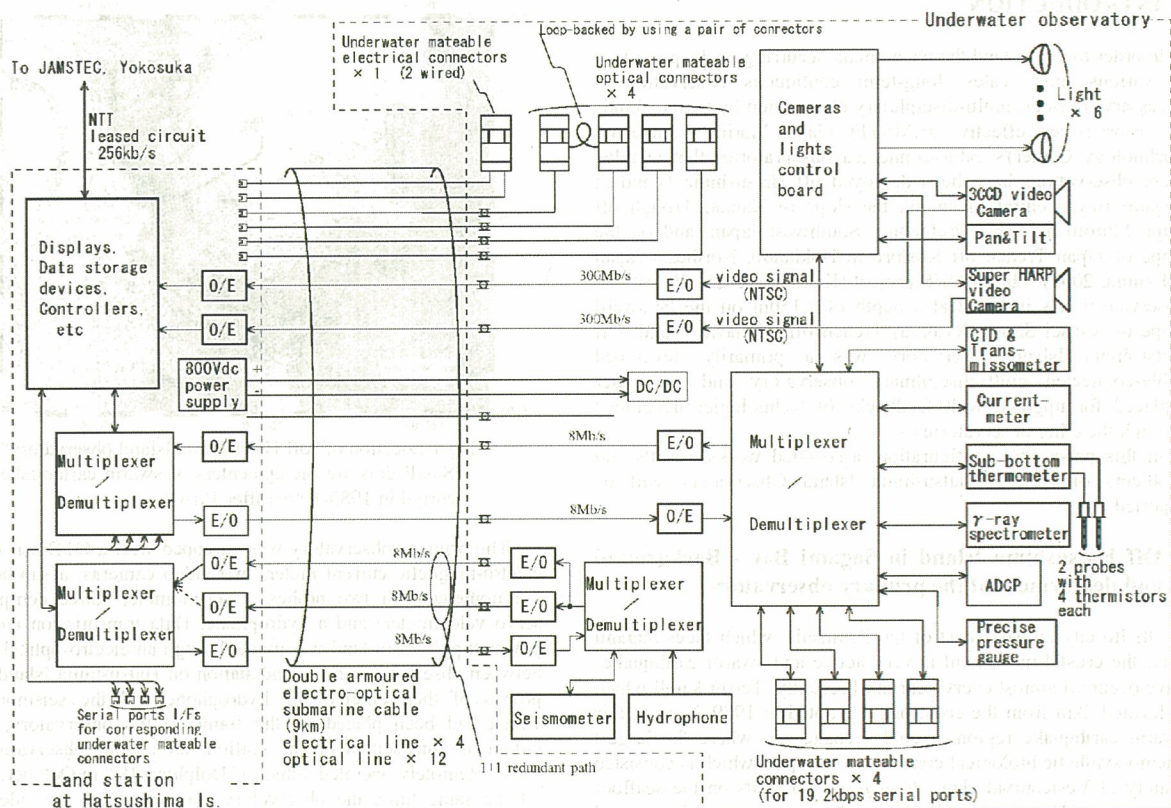 Underwater observatory
Loop-backed by using a pair of connectors
Underwater mateable
electrical connectors
× 1 (2 wired)
Underwater mateable
optical connectors
× 4
To JAMSTEC, Yokosuka
NTT
leased circuit
256kb/s
Light
× 6
Cemeras
and
lights
control
board
3CCD video
Camera
Pan&Tilt
Super HARP
video
Camera
Displays.
Data storage
devices.
Controllers.
etc
O/E
300Mb/s
E/O
video signal
(NTSC)
O/E
300Mb/s
E/O
video signal
(NTSC)
800Vdc
power
supply
+
-
DC/DC
CTD &
Trans-
missometer
Current-
meter
Sub-bottom
thermometer
γ-ray
spectrometer
ADCP
Precise
pressure
gauge
2 probes
with
4 thermistors
each
Multiplexer
/
Demultiplexer
O/E
8Mb/s
E/O
E/O
8Mb/s
O/E
Multiplexer
/
Demultiplexer
Multiplexer
/
Demultiplexer
O/E
8Mb/s
E/O
O/E
8Mb/s
E/O
E/O
8Mb/s
O/E
Multiplexer
/
Demultiplexer
Seismometer
Hydrophone
Serial ports I/Fs
for corresponding
underwater mateable
connectors
Double armoured
electro-optical
submarine cable
(9km)
electrical line × 4
optical line × 12
1+1 redundant path
Underwater mateable
connectors × 4
(for 19.2kbps serial ports)
Land station
at Hatsushima Is.